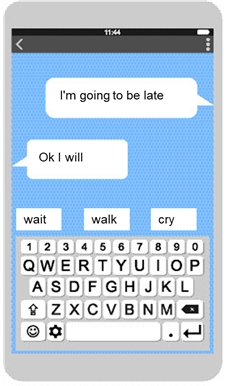 11:44
I'm going to be late
Ok I will
wait walk cry
1 2 3 4 5 6 7 8 9 0
Q W E R T Y U I O P
A S D F G H J K L
Z X C V B N M
.